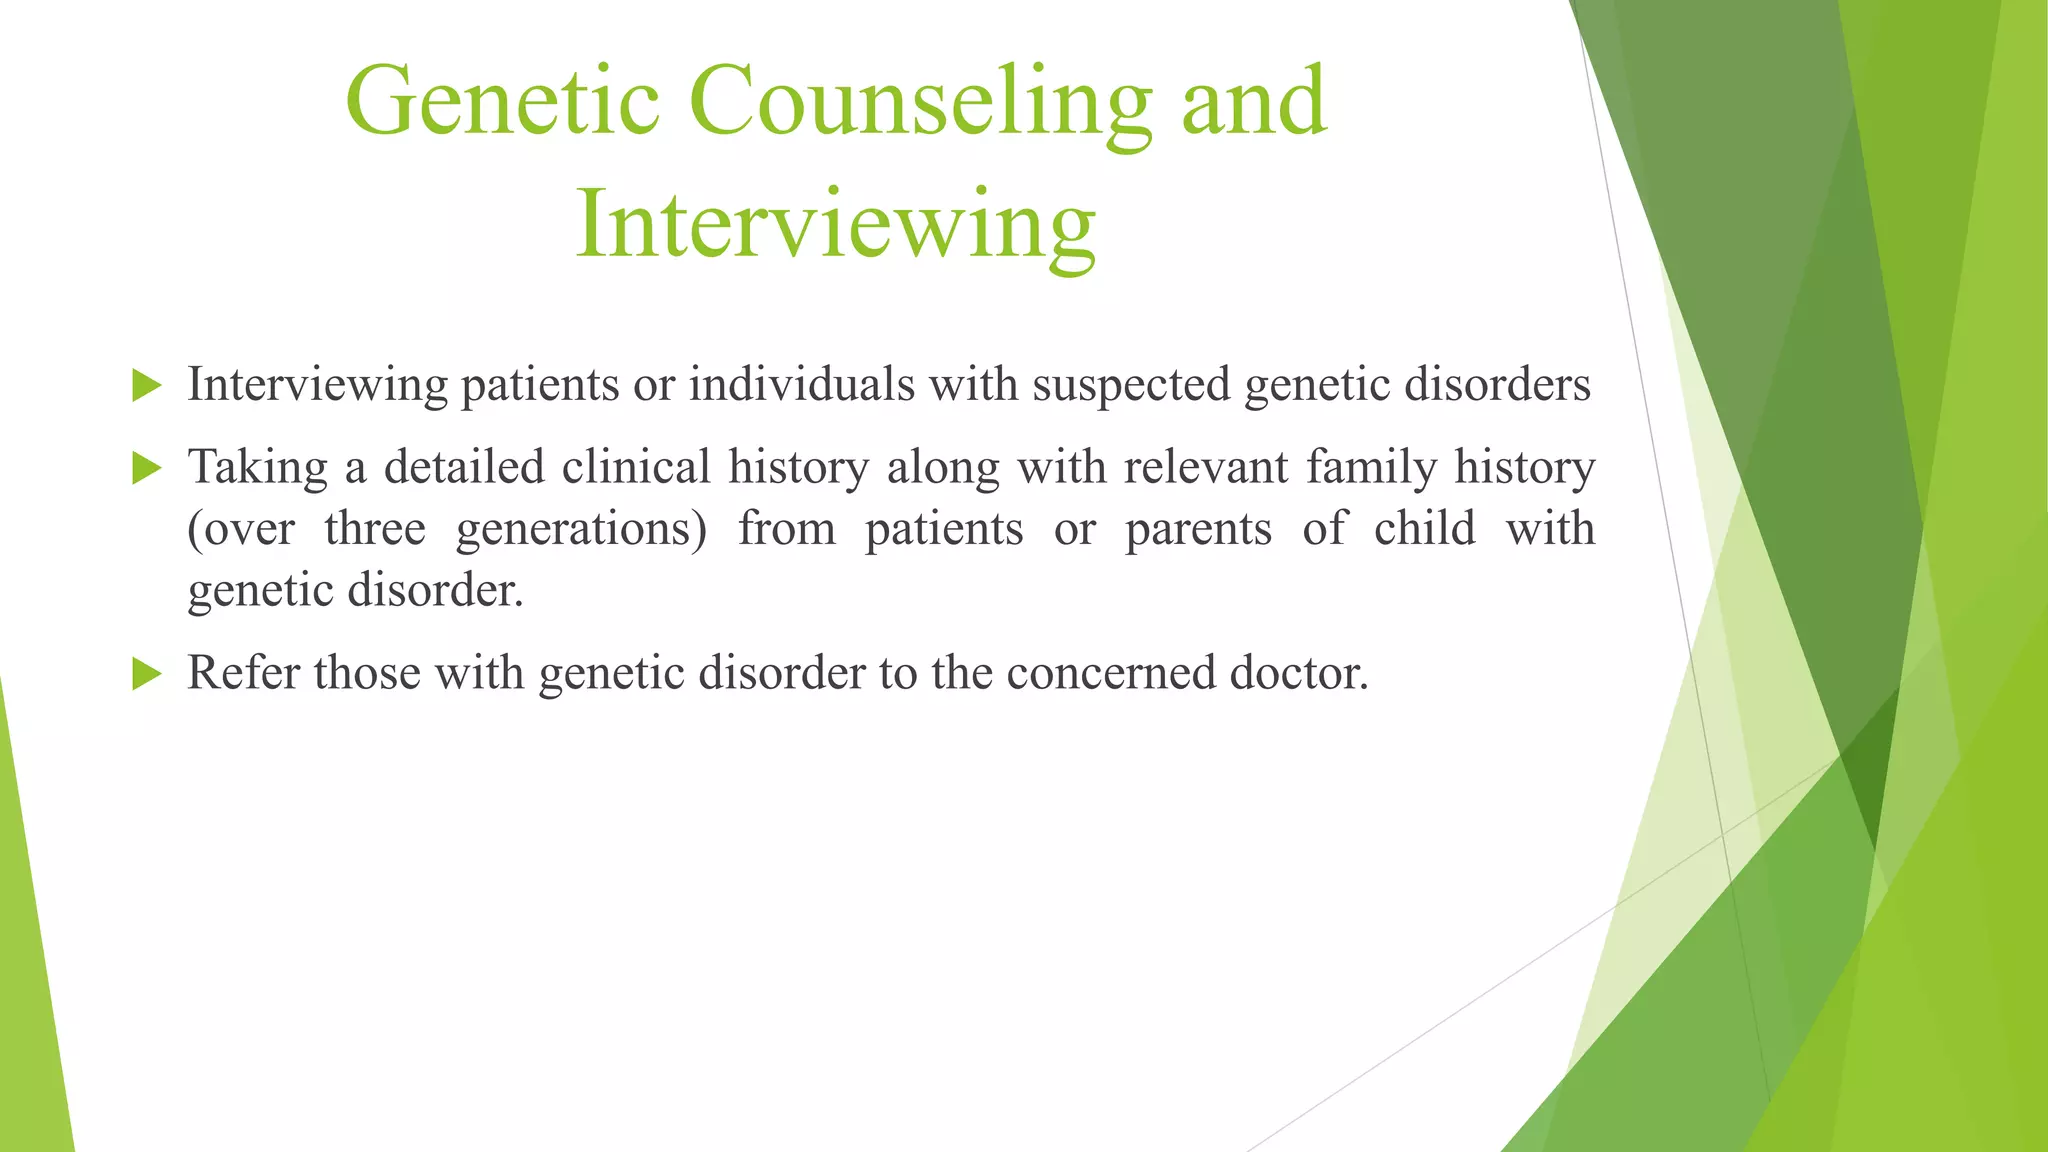 Genetic Counseling and
Interviewing
Interviewing patients or individuals with suspected genetic disorders
Taking a detailed clinical history along with relevant family history
(over three generations) from patients or parents of child with
genetic disorder.
Refer those with genetic disorder to the concerned doctor.